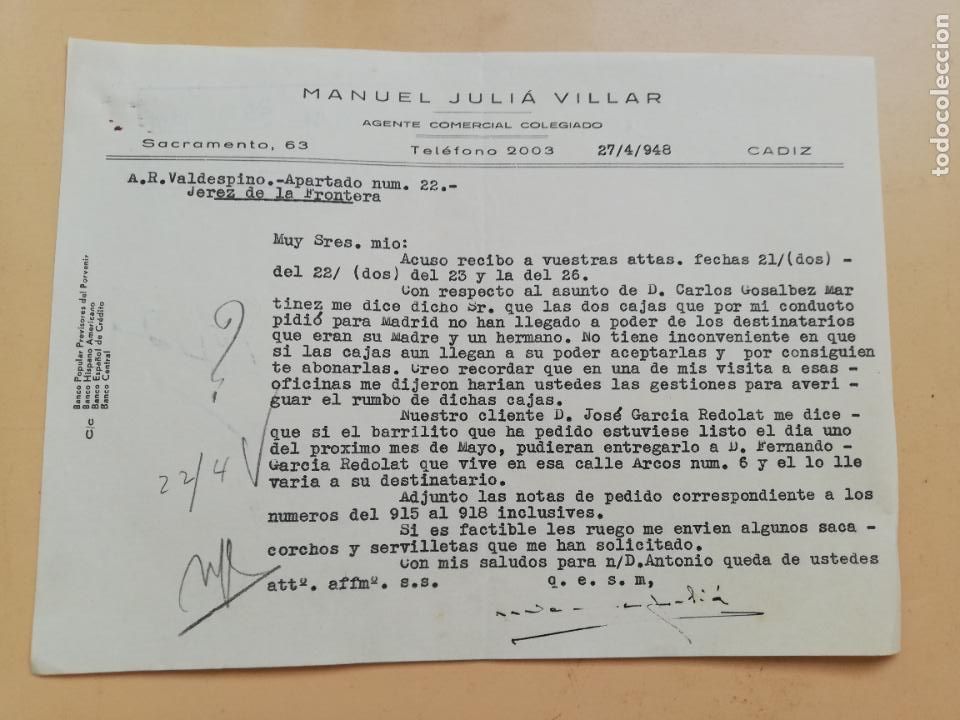 MANUEL JULIÁ VILLAR
AGENTE COMERCIAL COLEGIADO
Sacramento, 63 Teléfono 2003 27/4/948 CADIZ
A.R.Valdespino.-Apartado num. 22.-
Jerez de la Frontera
Muy Sres. mio:
Acuso recibo a vuestras attas. fechas 21/(dos) -
del 22/ (dos) del 23 y la del 26.
Con respecto al asunto de D. Carlos Gosalbez Mar
tinez me dice dicho Sr. que las dos cajas que por mi conducto
pidió para Madrid no han llegado a poder de los destinatarios
que eran su Madre y un hermano. No tiene inconveniente en que
si las cajas aun llegan a su poder aceptarlas y por consiguien
te abonarlas. Creo recordar que en una de mis visita a esas -
oficinas me dijeron harian ustedes las gestiones para averi -
guar el rumbo de dichas cajas.
Nuestro cliente D. José Garcia Redolat me dice -
que si el barrilito que ha pedido estuviese listo el dia uno
del proximo mes de Mayo, pudieran entregarlo a D. Fernando -
Garcia Redolat que vive en esa calle Arcos num. 6 y el lo lle
varia a su destinatario.
Adjunto las notas de pedido correspondiente a los
numeros del 915 al 918 inclusives.
Si es factible les ruego me envien algunos saca -
corchos y servilletas que me han solicitado.
Con mis saludos para n/D.Antonio queda de ustedes
attº. affmº. s.s. q. e. s. m,
C/c
Banco Popular Previsores del Porvenir
Banco Hispano Americano
Banco Español de Crédito
Banco Central
?
22/4
todocoleccion